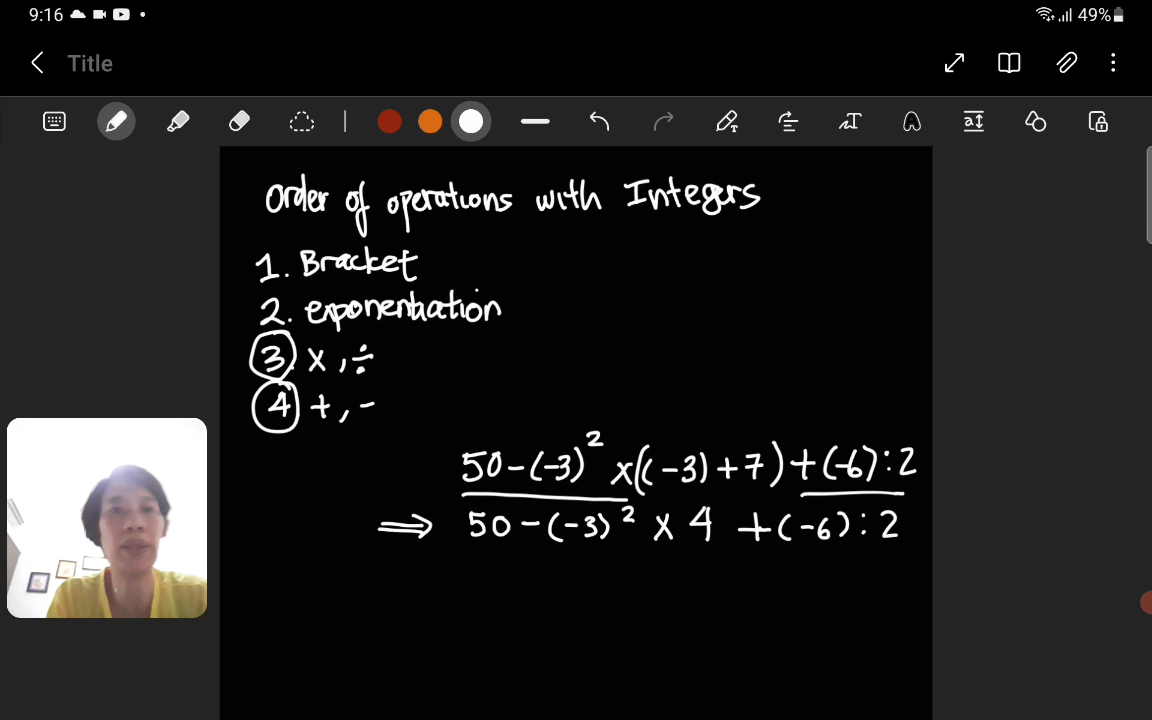 9:16
49%
Title
Order of operations with Integers
1. Bracket
2. exponentiation
3. x, ÷
4 +, -
50-(-3)² x((-3)+7)+(-6):2
⇒ 50-(-3)² x 4 +(-6):2